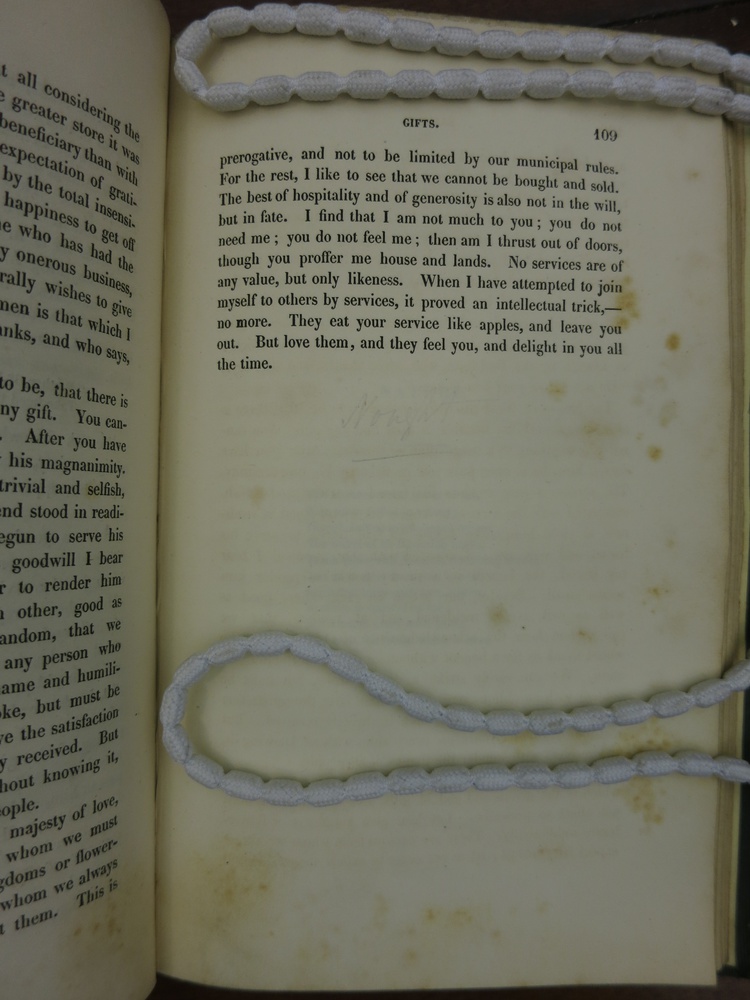 t all considering the
e greater store it was
beneficiary than with
expectation of grati-
by the total insensi-
happiness to get off
e who has had the
y onerous business,
rally wishes to give
men is that which I
anks, and who says,
to be, that there is
ny gift. You can-
. After you have
his magnanimity.
trivial and selfish,
end stood in readi-
egun to serve his
goodwill I bear
r to render him
n other, good as
andom, that we
any person who
ame and humili-
oke, but must be
ve the satisfaction
y received. But
hout knowing it,
ople.
majesty of love,
whom we must
gdoms or flower-
whom we always
t them. This is
GIFTS.
109
prerogative, and not to be limited by our municipal rules.
For the rest, I like to see that we cannot be bought and sold.
The best of hospitality and of generosity is also not in the will,
but in fate. I find that I am not much to you; you do not
need me; you do not feel me; then am I thrust out of doors,
though you proffer me house and lands. No services are of
any value, but only likeness. When I have attempted to join
myself to others by services, it proved an intellectual trick,—
no more. They eat your service like apples, and leave you
out. But love them, and they feel you, and delight in you all
the time.